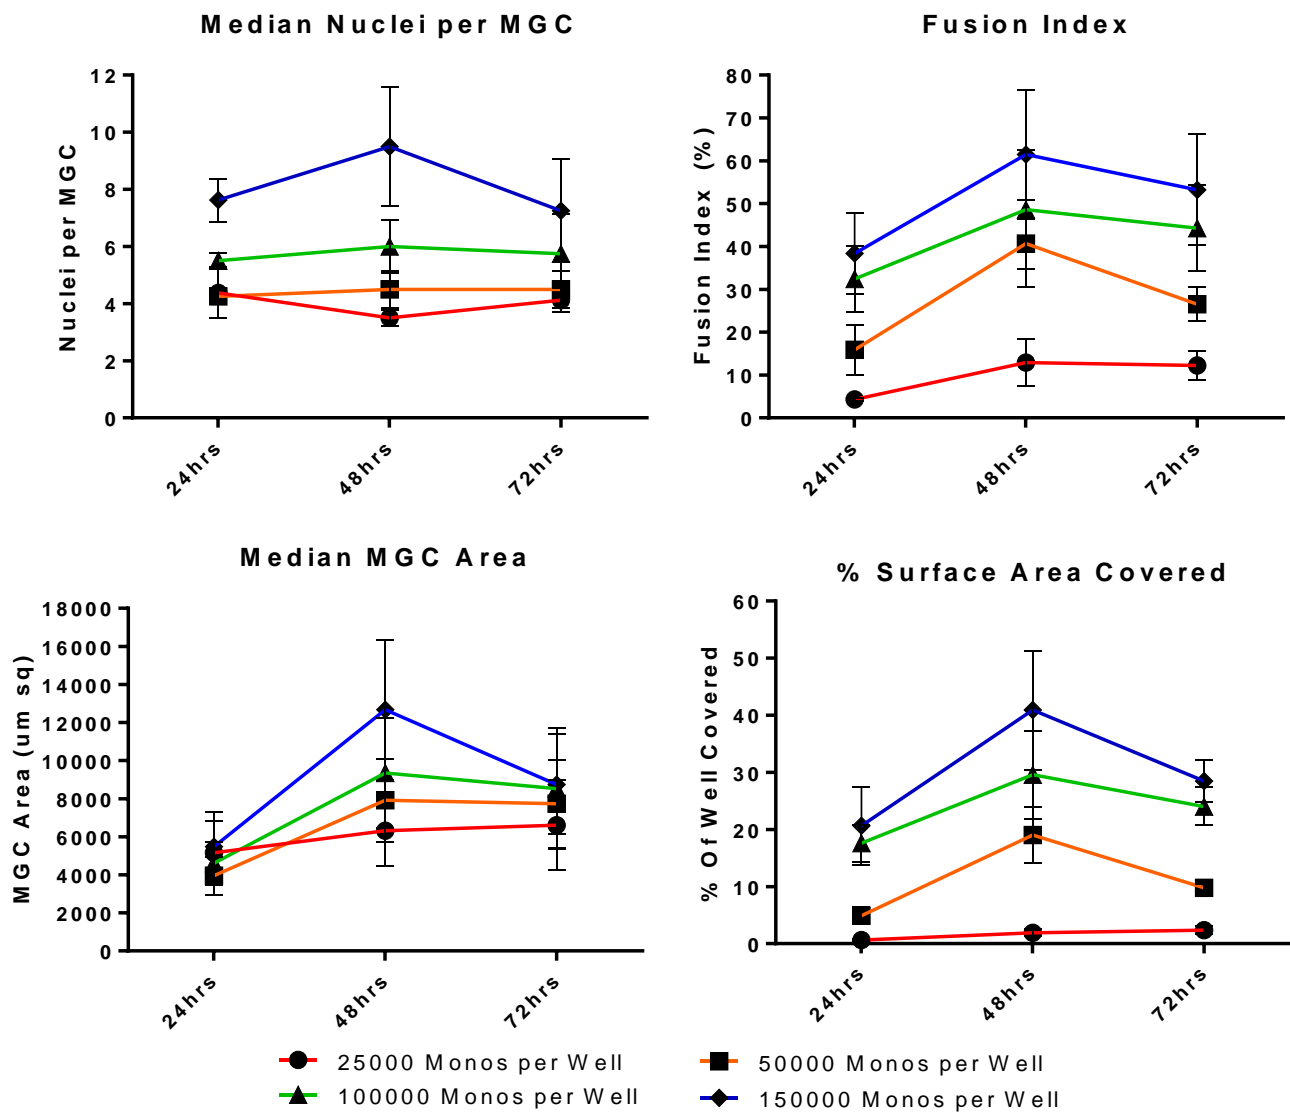 Median Nuclei per MGC
Nuclei per MGC
12
10
8
6
4
2
0
24hrs
48hrs
72hrs
Fusion Index
Fusion Index (%)
80
70
60
50
40
30
20
10
0
24hrs
48hrs
72hrs
Median MGC Area
MGC Area (um sq)
18000
16000
14000
12000
10000
8000
6000
4000
2000
0
24hrs
48hrs
72hrs
% Surface Area Covered
% Of Well Covered
60
50
40
30
20
10
0
24hrs
48hrs
72hrs
25000 Monos per Well
50000 Monos per Well
100000 Monos per Well
150000 Monos per Well